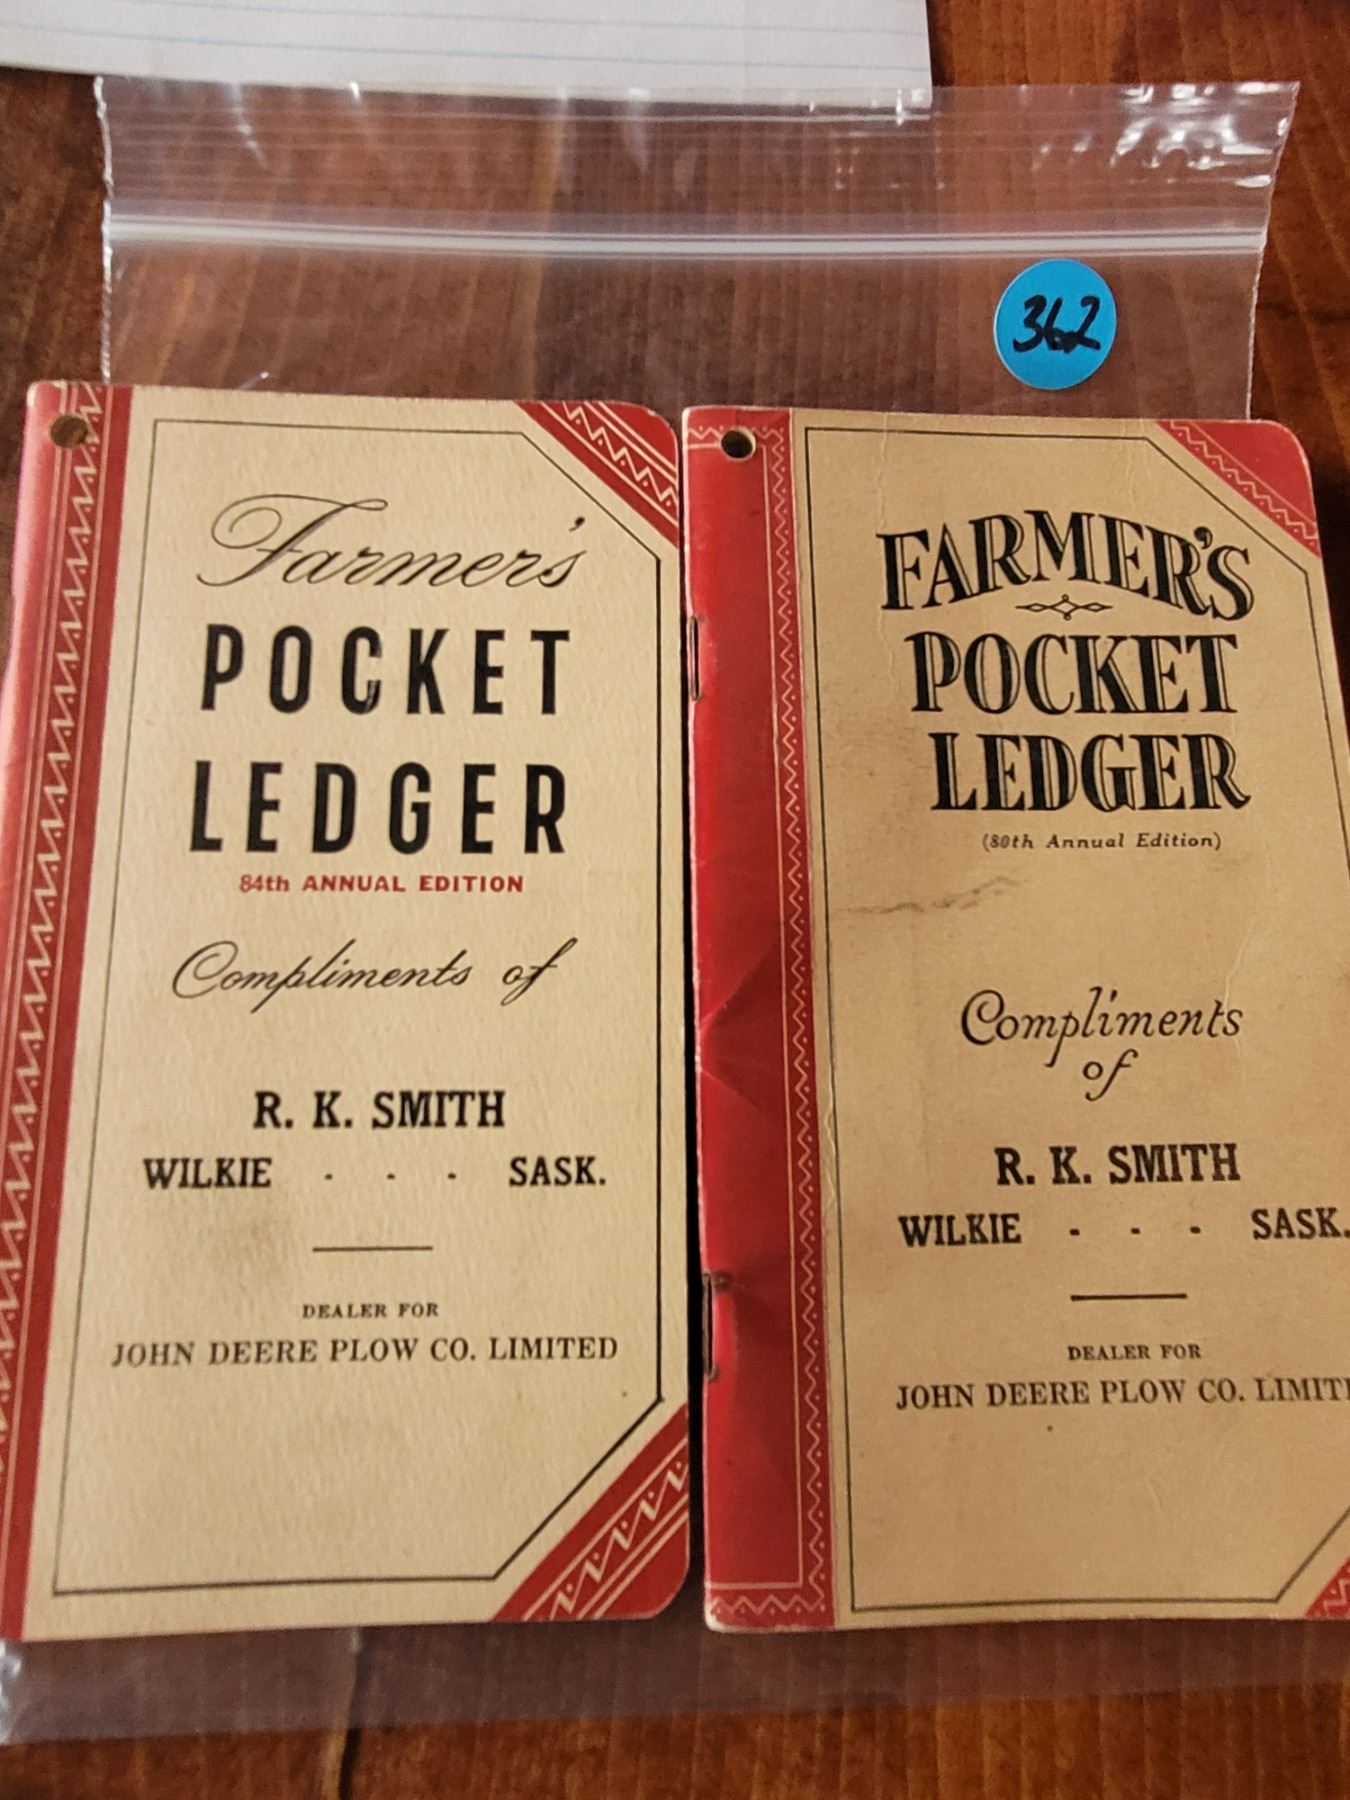 362
Farmer's
POCKET
LEDGER
84th ANNUAL EDITION
Compliments of
R. K. SMITH
WILKIE - - - SASK.
DEALER FOR
JOHN DEERE PLOW CO. LIMITED
FARMER'S
POCKET
LEDGER
(80th Annual Edition)
Compliments
of
R. K. SMITH
WILKIE - - - SASK.
DEALER FOR
JOHN DEERE PLOW CO. LIMIT